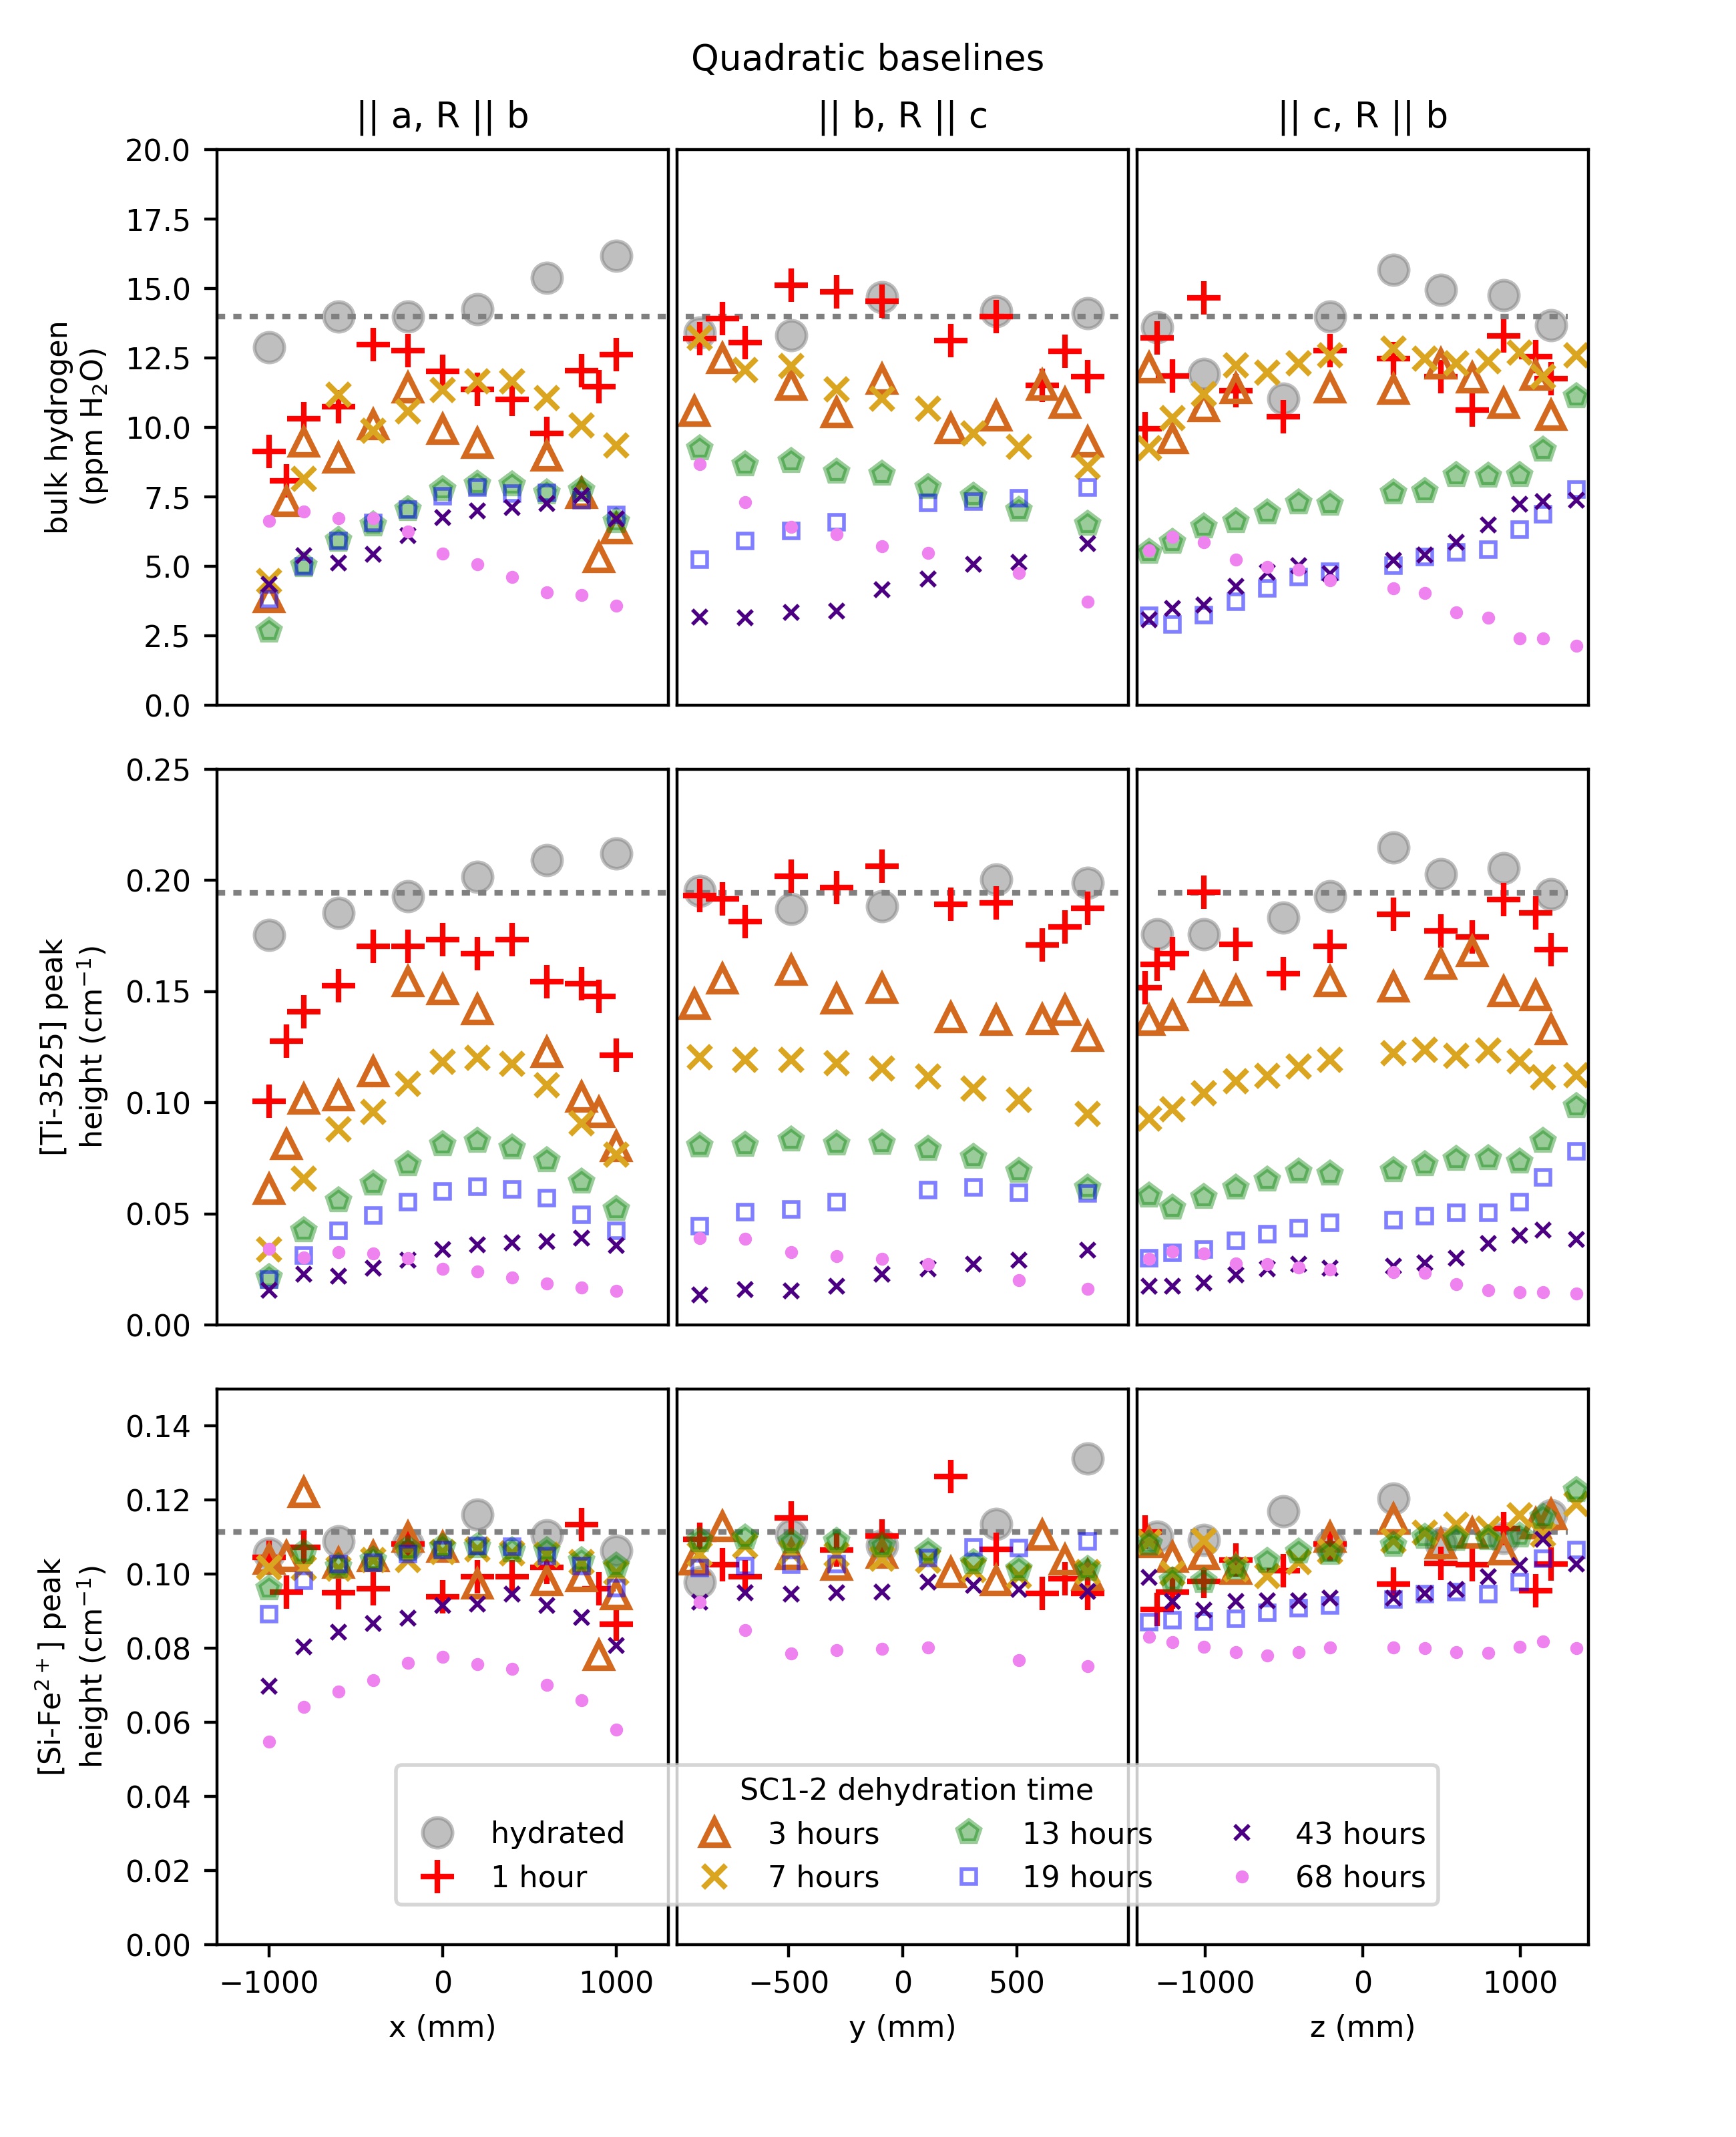 Quadratic baselines
|| a, R || b
|| b, R || c
|| c, R || b
20.0
17.5
15.0
12.5
10.0
7.5
5.0
2.5
0.0
bulk hydrogen
(ppm H₂O)
0.25
0.20
0.15
0.10
0.05
0.00
[Ti-3525] peak
height (cm⁻¹)
0.14
0.12
0.10
0.08
0.06
0.04
0.02
0.00
[Si-Fe²⁺] peak
height (cm⁻¹)
SC1-2 dehydration time
hydrated
1 hour
3 hours
7 hours
13 hours
19 hours
43 hours
68 hours
−1000 0 1000
−500 0 500
−1000 0 1000
x (mm)
y (mm)
z (mm)